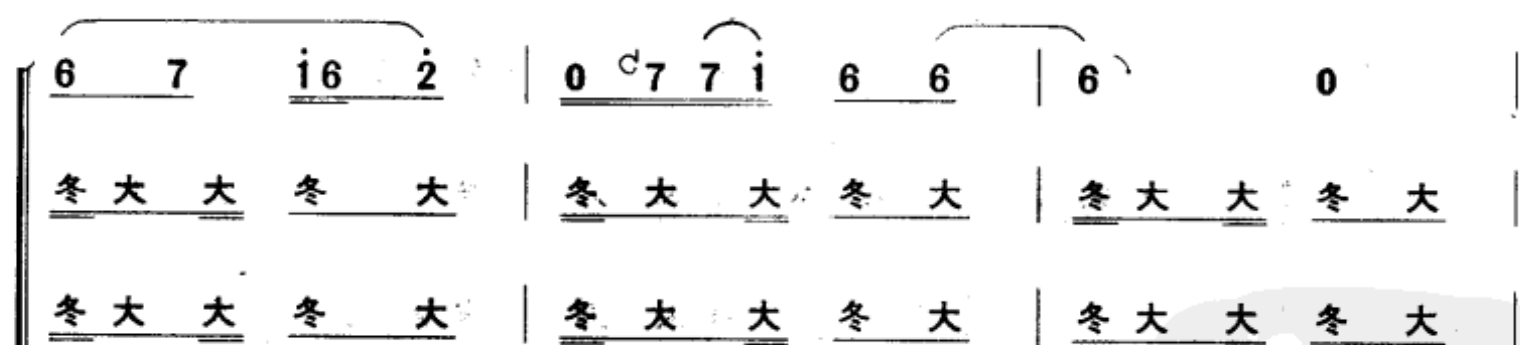 6 7 i̇6 2̇ | 0 7 7 i̇ 6 6 | 6 0 |
冬 大 大 冬 大 | 冬 大 大 冬 大 | 冬 大 大 冬 大 |
冬 大 大 冬 大 | 冬 大 大 冬 大 | 冬 大 大 冬 大 |